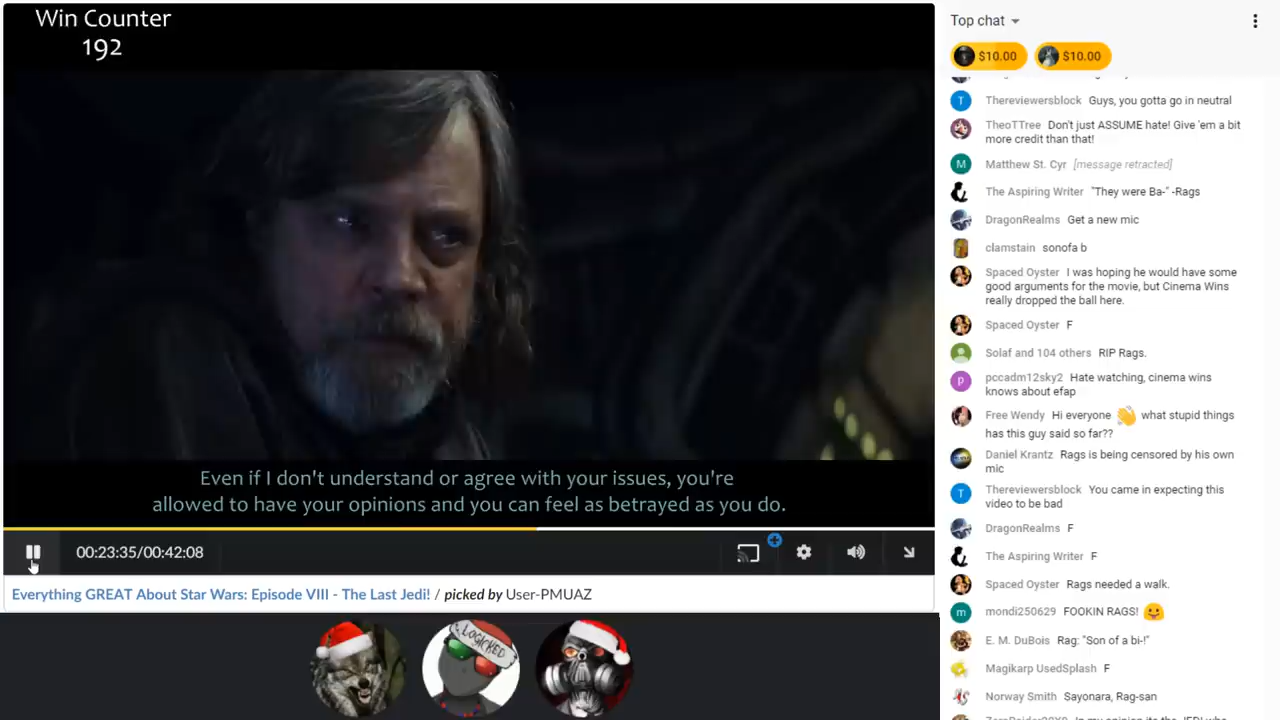 Win Counter
192
Even if I don't understand or agree with your issues, you're
allowed to have your opinions and you can feel as betrayed as you do.
00:23:35/00:42:08
Everything GREAT About Star Wars: Episode VIII - The Last Jedi! / picked by User-PMUAZ
LOGICKED
Top chat
$10.00
$10.00
Thereviewersblock Guys, you gotta go in neutral
TheoTTree Don't just ASSUME hate! Give 'em a bit
more credit than that!
Matthew St. Cyr [message retracted]
The Aspiring Writer "They were Ba-" -Rags
DragonRealms Get a new mic
clamstain sonofa b
Spaced Oyster I was hoping he would have some
good arguments for the movie, but Cinema Wins
really dropped the ball here.
Spaced Oyster F
Solaf and 104 others RIP Rags.
pccadm12sky2 Hate watching, cinema wins
knows about efap
Free Wendy Hi everyone 👋 what stupid things
has this guy said so far??
Daniel Krantz Rags is being censored by his own
mic
Thereviewersblock You came in expecting this
video to be bad
DragonRealms F
The Aspiring Writer F
Spaced Oyster Rags needed a walk.
mondi250629 FOOKIN RAGS!
E. M. DuBois Rag: "Son of a bi-!"
Magikarp UsedSplash F
Norway Smith Sayonara, Rag-san